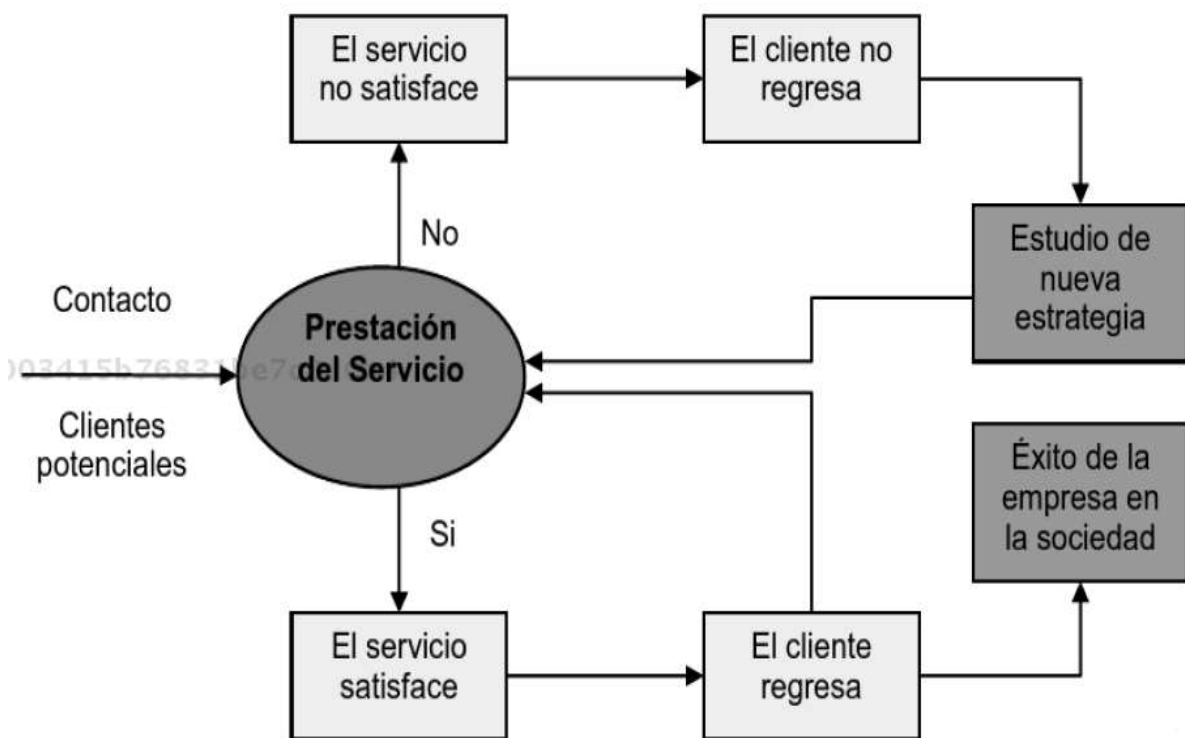 El servicio
no satisface
El cliente no
regresa
No
Estudio de
nueva
estrategia
Contacto
Prestación
del Servicio
Clientes
potenciales
Éxito de la
empresa en
la sociedad
Si
El servicio
satisface
El cliente
regresa